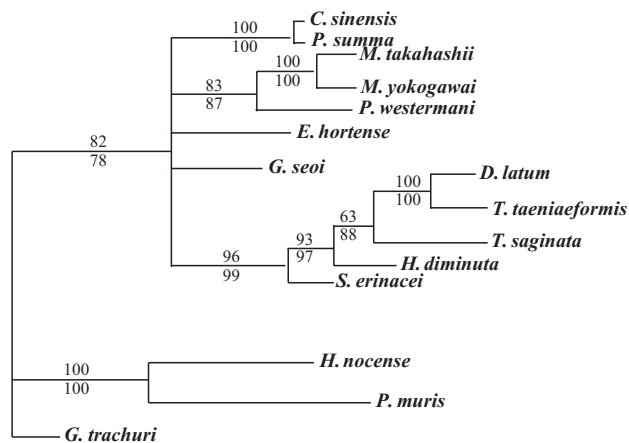 C. sinensis
100
100
P. summa
M. takahashii
100
100
83
87
M. yokogawai
P. westermani
E. hortense
82
78
G. seoi
D. latum
100
100
T. taeniaeformis
63
88
T. saginata
93
97
96
99
H. diminuta
S. erinacei
H. nocense
100
100
P. muris
G. trachuri